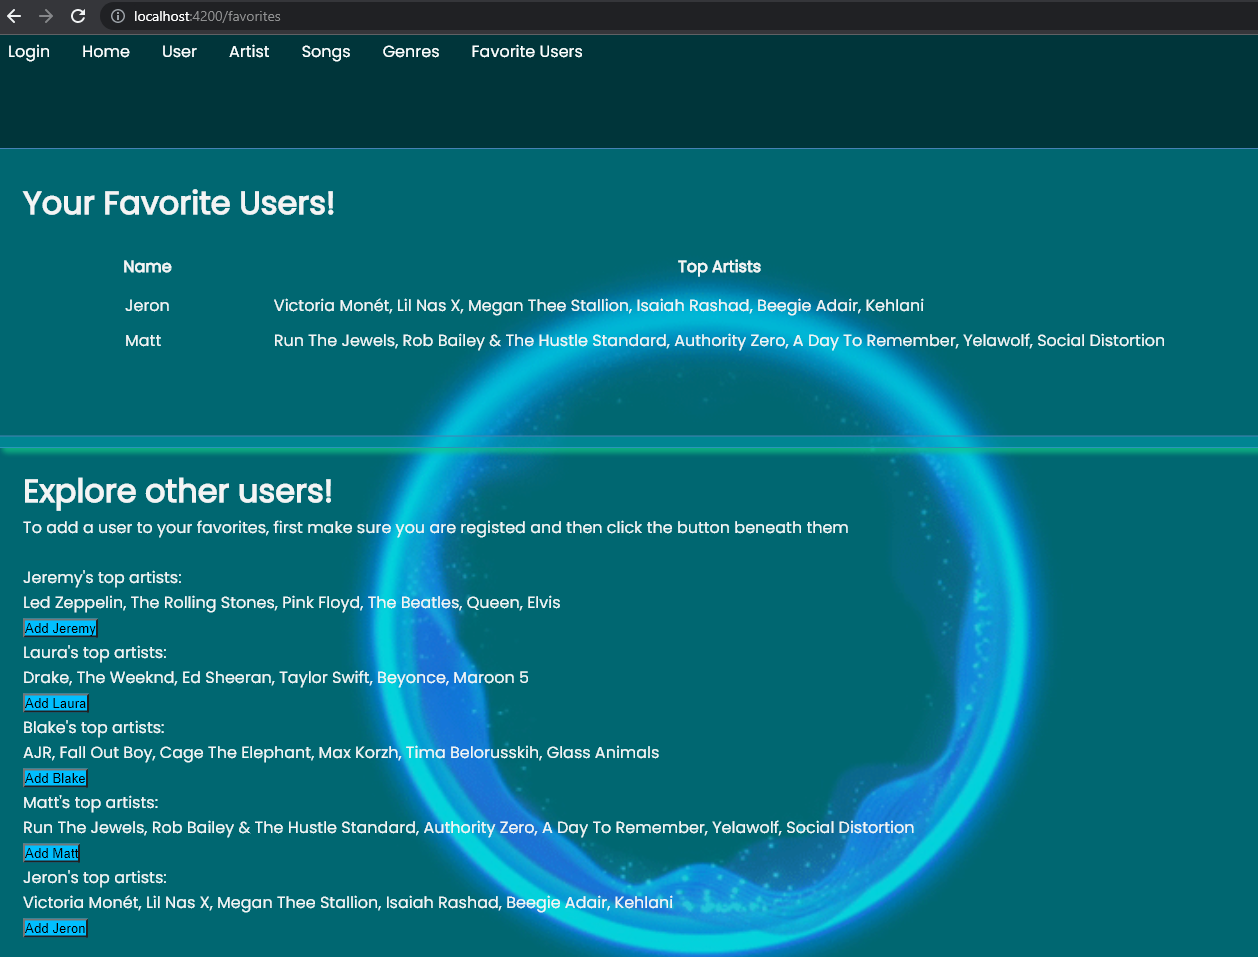 localhost:4200/favorites
Login Home User Artist Songs Genres Favorite Users
Your Favorite Users!
Name Top Artists
Jeron Victoria Monét, Lil Nas X, Megan Thee Stallion, Isaiah Rashad, Beegie Adair, Kehlani
Matt Run The Jewels, Rob Bailey & The Hustle Standard, Authority Zero, A Day To Remember, Yelawolf, Social Distortion
Explore other users!
To add a user to your favorites, first make sure you are registed and then click the button beneath them
Jeremy's top artists:
Led Zeppelin, The Rolling Stones, Pink Floyd, The Beatles, Queen, Elvis
Add Jeremy
Laura's top artists:
Drake, The Weeknd, Ed Sheeran, Taylor Swift, Beyonce, Maroon 5
Add Laura
Blake's top artists:
AJR, Fall Out Boy, Cage The Elephant, Max Korzh, Tima Belorusskih, Glass Animals
Add Blake
Matt's top artists:
Run The Jewels, Rob Bailey & The Hustle Standard, Authority Zero, A Day To Remember, Yelawolf, Social Distortion
Add Matt
Jeron's top artists:
Victoria Monét, Lil Nas X, Megan Thee Stallion, Isaiah Rashad, Beegie Adair, Kehlani
Add Jeron